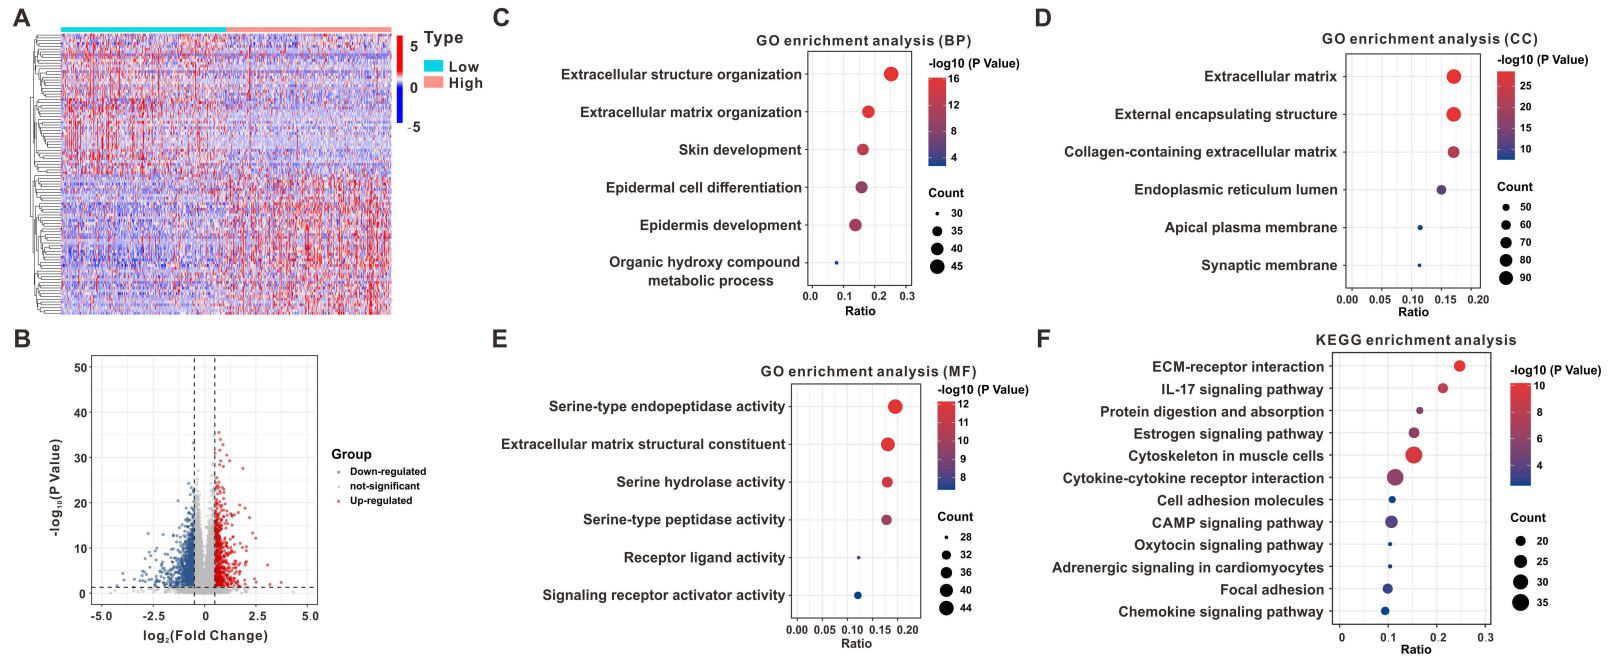 A
Type
Low
High
5
0
-5
B
50
40
30
20
10
0
-log₁₀(P Value)
-5.0
-2.5
0
2.5
5.0
log₂(Fold Change)
Group
Down-regulated
not-significant
Up-regulated
C
GO enrichment analysis (BP)
Extracellular structure organization
Extracellular matrix organization
Skin development
Epidermal cell differentiation
Epidermis development
Organic hydroxy compound
metabolic process
0.0
0.1
0.2
0.3
Ratio
-log10 (P Value)
16
12
8
4
Count
30
35
40
45
D
GO enrichment analysis (CC)
Extracellular matrix
External encapsulating structure
Collagen-containing extracellular matrix
Endoplasmic reticulum lumen
Apical plasma membrane
Synaptic membrane
0.00
0.05
0.10
0.15
0.20
Ratio
-log10 (P Value)
25
20
15
10
Count
50
60
70
80
90
E
GO enrichment analysis (MF)
Serine-type endopeptidase activity
Extracellular matrix structural constituent
Serine hydrolase activity
Serine-type peptidase activity
Receptor ligand activity
Signaling receptor activator activity
0.00
0.05
0.10
0.15
0.20
Ratio
-log10 (P Value)
12
11
10
9
8
Count
28
32
36
40
44
F
KEGG enrichment analysis
ECM-receptor interaction
IL-17 signaling pathway
Protein digestion and absorption
Estrogen signaling pathway
Cytoskeleton in muscle cells
Cytokine-cytokine receptor interaction
Cell adhesion molecules
CAMP signaling pathway
Oxytocin signaling pathway
Adrenergic signaling in cardiomyocytes
Focal adhesion
Chemokine signaling pathway
0
0.1
0.2
0.3
Ratio
-log10 (P Value)
10
8
6
4
Count
20
25
30
35